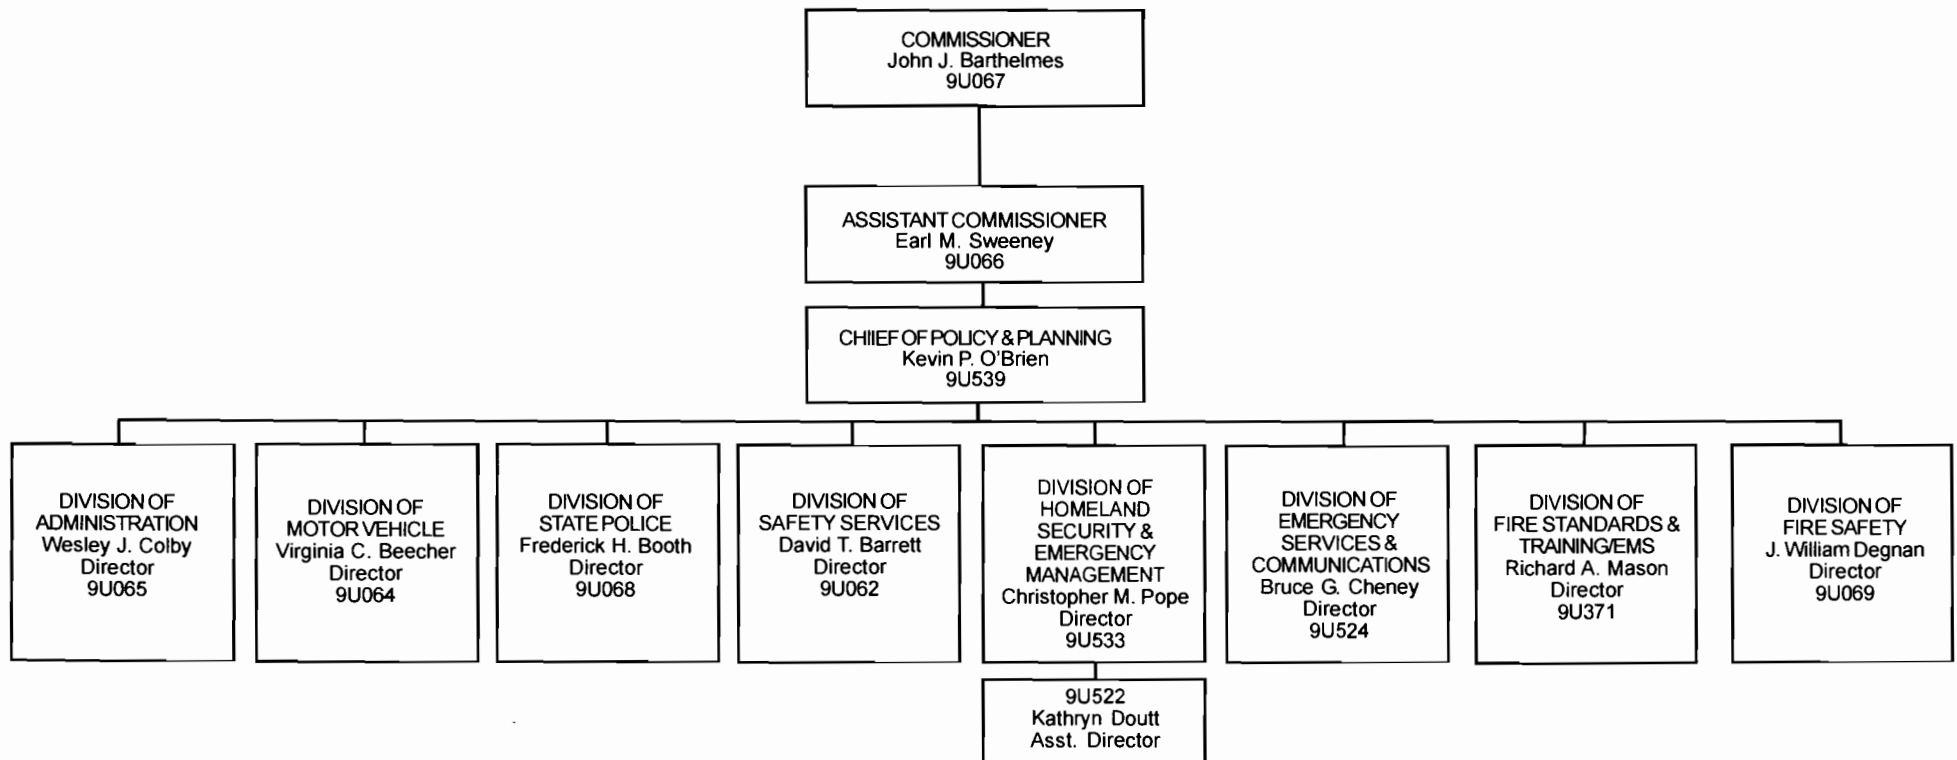 COMMISSIONER
John J. Barthelmes
9U067
ASSISTANT COMMISSIONER
Earl M. Sweeney
9U066
CHIIEF OF POLICY & PLANNING
Kevin P. O'Brien
9U539
DIVISION OF
ADMINISTRATION
Wesley J. Colby
Director
9U065
DIVISION OF
MOTOR VEHICLE
Virginia C. Beecher
Director
9U064
DIVISION OF
STATE POLICE
Frederick H. Booth
Director
9U068
DIVISION OF
SAFETY SERVICES
David T. Barrett
Director
9U062
DIVISION OF
HOMELAND
SECURITY &
EMERGENCY
MANAGEMENT
Christopher M. Pope
Director
9U533
DIVISION OF
EMERGENCY
SERVICES &
COMMUNICATIONS
Bruce G. Cheney
Director
9U524
DIVISION OF
FIRE STANDARDS &
TRAINING/EMS
Richard A. Mason
Director
9U371
DIVISION OF
FIRE SAFETY
J. William Degnan
Director
9U069
9U522
Kathryn Doutt
Asst. Director